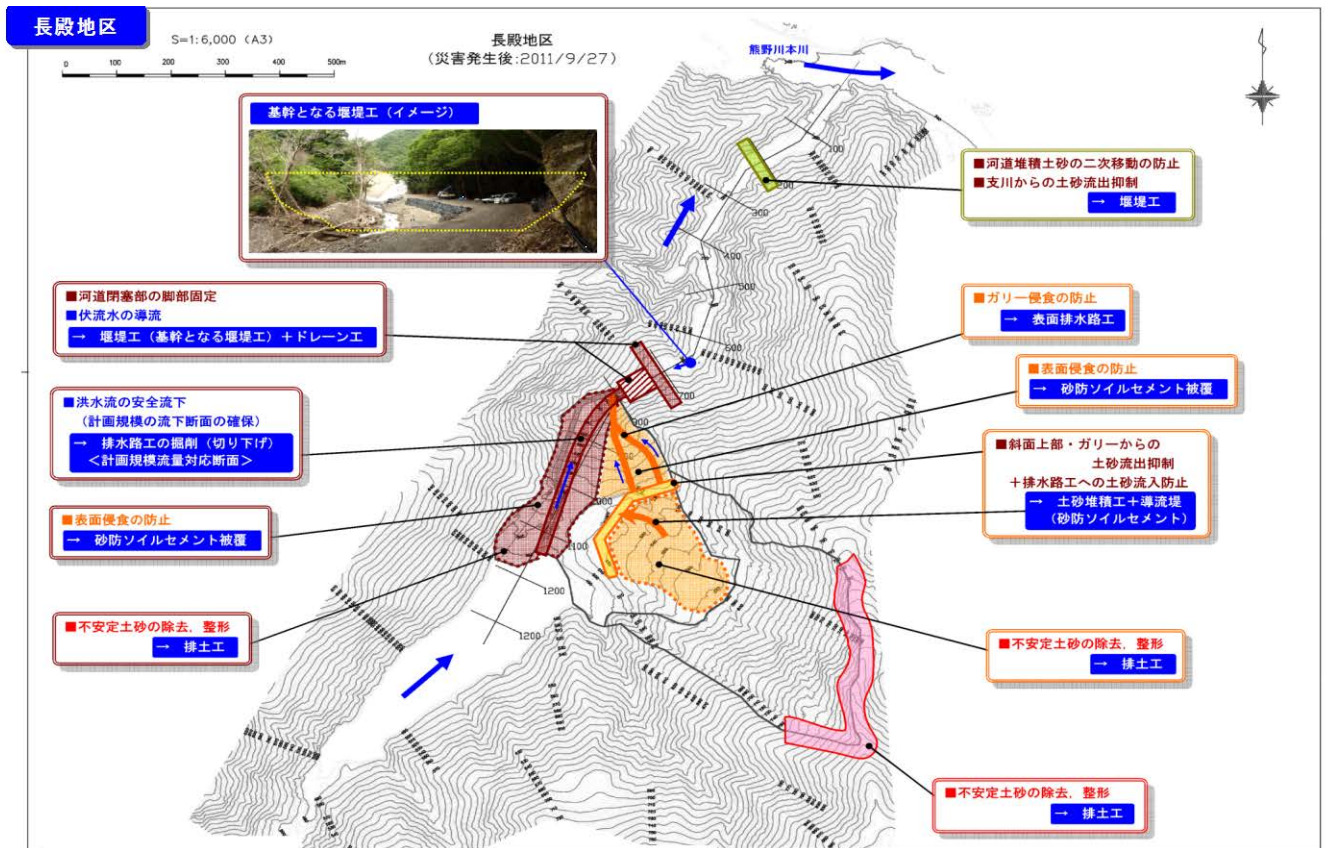 長殿地区
S=1:6,000 (A3)
0 100 200 300 400 500m
長殿地区
(災害発生後:2011/9/27)
熊野川本川
基幹となる堰堤工(イメージ)
■河道堆積土砂の二次移動の防止
■支川からの土砂流出抑制
→ 堰堤工
■河道閉塞部の脚部固定
■伏流水の導流
→ 堰堤工(基幹となる堰堤工)+ドレーン工
■ガリー侵食の防止
→ 表面排水路工
■表面侵食の防止
→ 砂防ソイルセメント被覆
■洪水流の安全流下
(計画規模の流下断面の確保)
→ 排水路工の掘削(切り下げ)
<計画規模流量対応断面>
■斜面上部・ガリーからの
土砂流出抑制
+排水路工への土砂流入防止
→ 土砂堆積工+導流堤
(砂防ソイルセメント)
■表面侵食の防止
→ 砂防ソイルセメント被覆
■不安定土砂の除去,整形
→ 排土工
■不安定土砂の除去,整形
→ 排土工
■不安定土砂の除去,整形
→ 排土工
100
200
300
400
500
600
700
900
1100
1200
1200